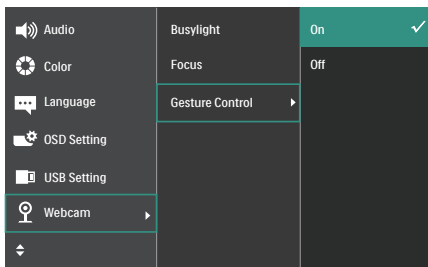 Audio
Color
Language
OSD Setting
USB Setting
Webcam
Busylight
Focus
Gesture Control
On
Off